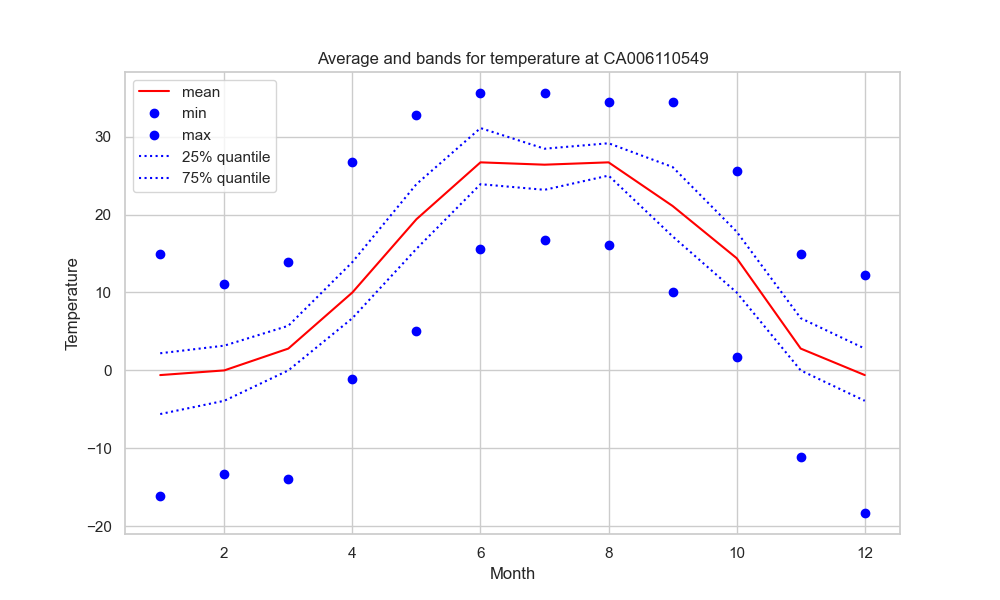 Average and bands for temperature at CA006110549
mean
min
max
25% quantile
75% quantile
Temperature
30
20
10
0
−10
−20
2 4 6 8 10 12
Month